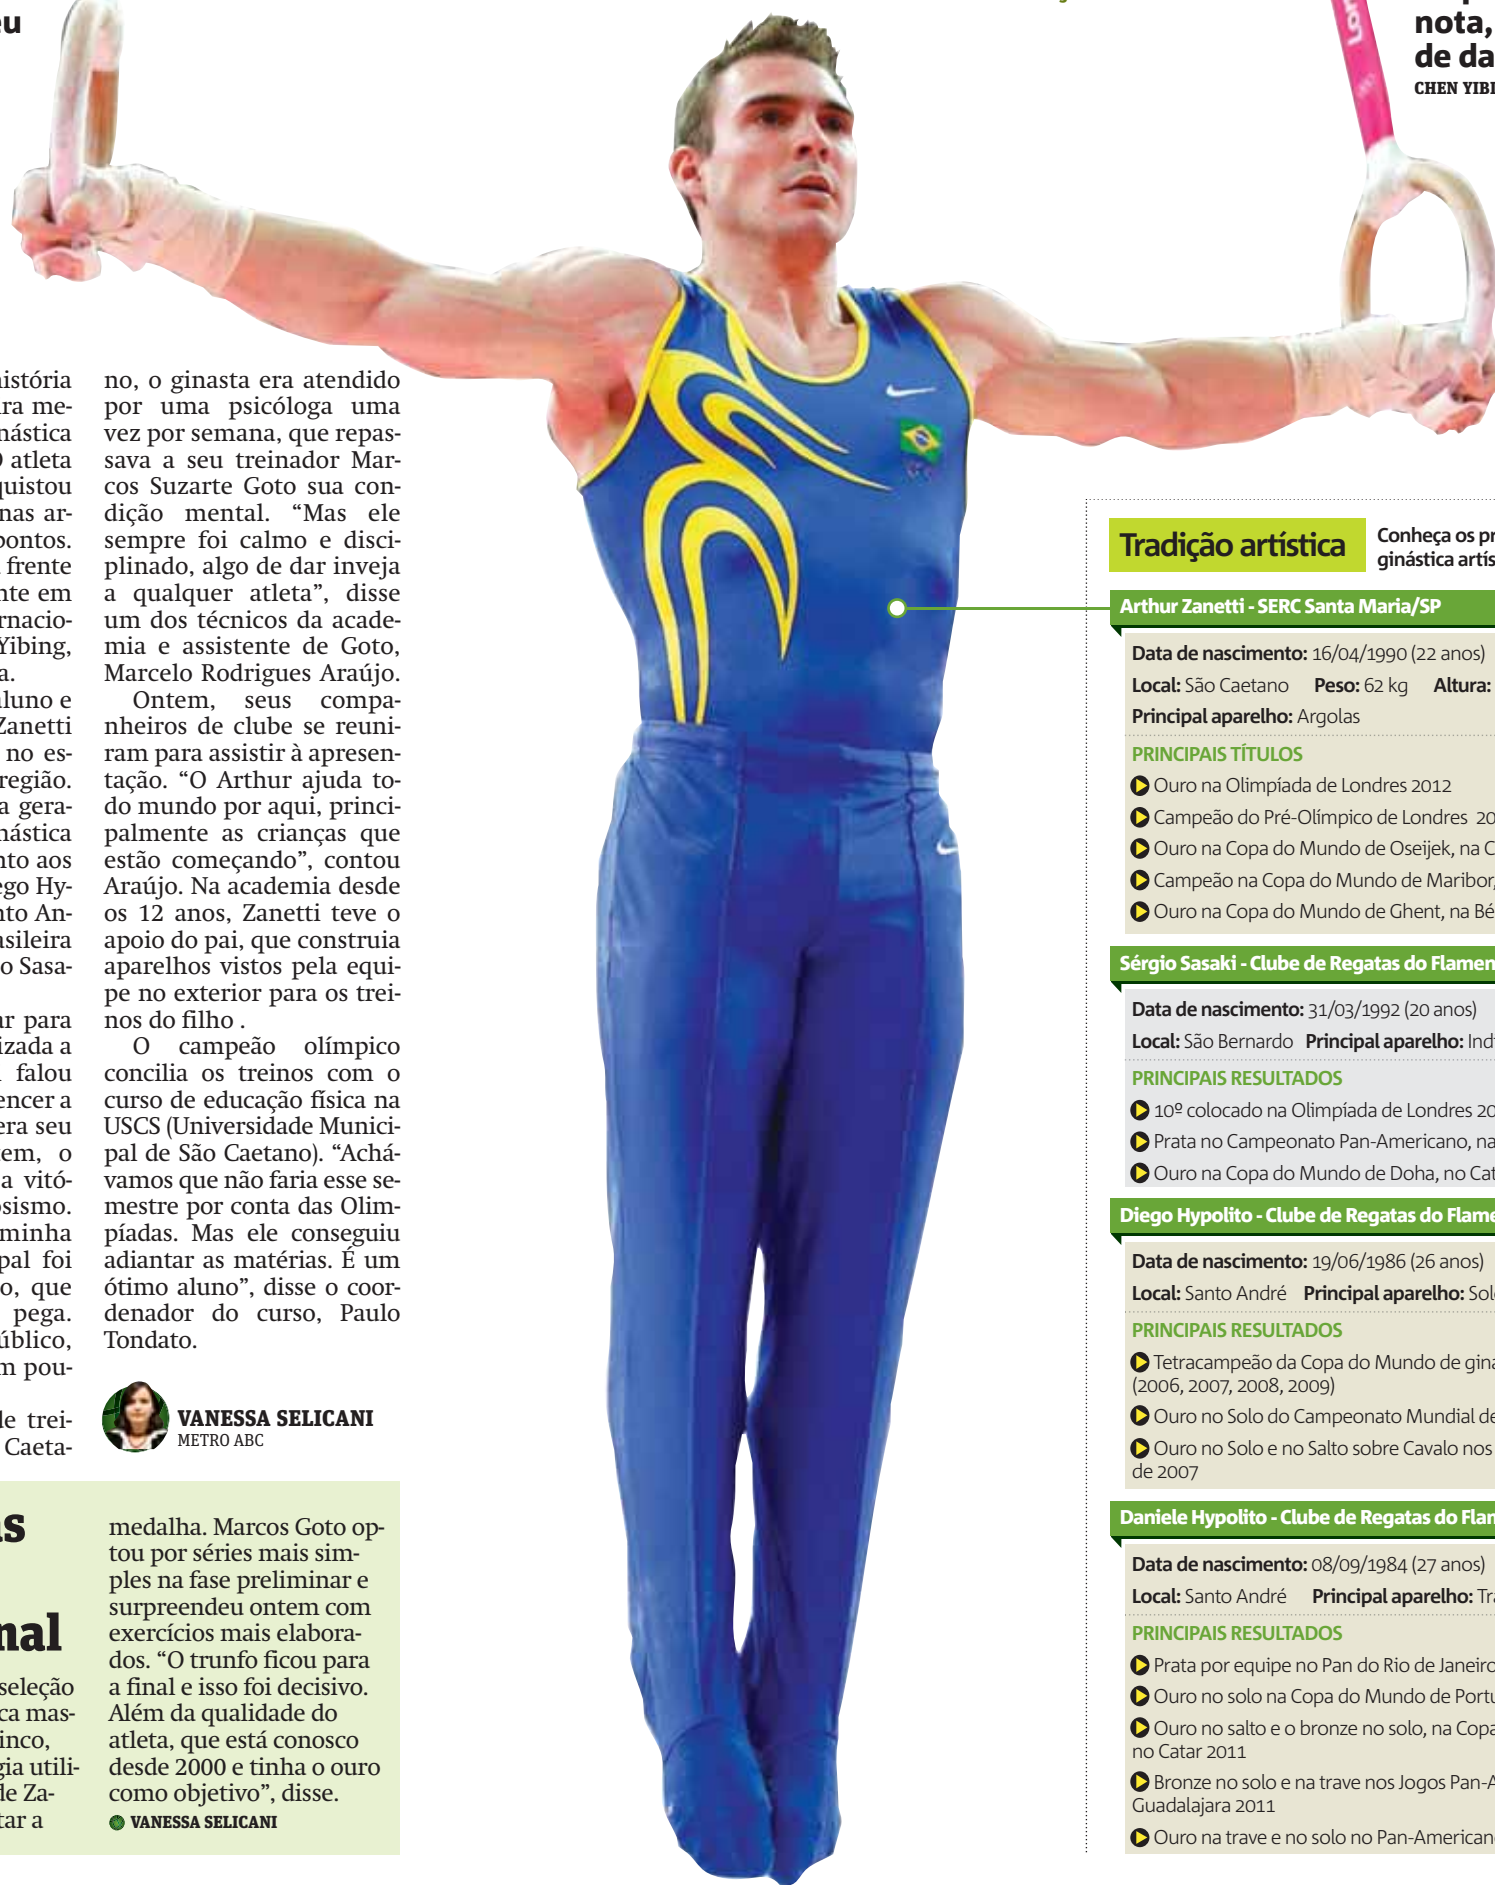 eu
Lon
nota,
de da
CHEN YIBI
istória
ra me-
nástica
O atleta
quistou
nas ar-
pontos.
frente
nte em
rnacio-
Yibing,
a.
aluno e
Zanetti
no es-
região.
a gera-
nástica
nto aos
ego Hy-
nto An-
asileira
o Sasa-
ar para
izada a
falou
encer a
era seu
tem, o
a vitó-
osismo.
minha
pal foi
o, que
pega.
úblico,
m pou-
de trei-
Caeta-
no, o ginasta era atendido
por uma psicóloga uma
vez por semana, que repas-
sava a seu treinador Mar-
cos Suzarte Goto sua con-
dição mental. “Mas ele
sempre foi calmo e disci-
plinado, algo de dar inveja
a qualquer atleta”, disse
um dos técnicos da acade-
mia e assistente de Goto,
Marcelo Rodrigues Araújo.
Ontem, seus compa-
nheiros de clube se reuni-
ram para assistir à apresen-
tação. “O Arthur ajuda to-
do mundo por aqui, princi-
palmente as crianças que
estão começando”, contou
Araújo. Na academia desde
os 12 anos, Zanetti teve o
apoio do pai, que construia
aparelhos vistos pela equi-
pe no exterior para os trei-
nos do filho .
O campeão olímpico
concilia os treinos com o
curso de educação física na
USCS (Universidade Munici-
pal de São Caetano). “Achá-
vamos que não faria esse se-
mestre por conta das Olim-
píadas. Mas ele conseguiu
adiantar as matérias. É um
ótimo aluno”, disse o coor-
denador do curso, Paulo
Tondato.
VANESSA SELICANI
METRO ABC
as
nal
seleção
ca mas-
inco,
gia utili-
de Za-
tar a
medalha. Marcos Goto op-
tou por séries mais sim-
ples na fase preliminar e
surpreendeu ontem com
exercícios mais elabora-
dos. “O trunfo ficou para
a final e isso foi decisivo.
Além da qualidade do
atleta, que está conosco
desde 2000 e tinha o ouro
como objetivo”, disse.
VANESSA SELICANI
Tradição artística
Conheça os pr
ginástica artís
Arthur Zanetti - SERC Santa Maria/SP
Data de nascimento: 16/04/1990 (22 anos)
Local: São Caetano Peso: 62 kg Altura:
Principal aparelho: Argolas
PRINCIPAIS TÍTULOS
Ouro na Olimpíada de Londres 2012
Campeão do Pré-Olímpico de Londres 20
Ouro na Copa do Mundo de Oseijek, na C
Campeão na Copa do Mundo de Maribor,
Ouro na Copa do Mundo de Ghent, na Bé
Sérgio Sasaki - Clube de Regatas do Flamen
Data de nascimento: 31/03/1992 (20 anos)
Local: São Bernardo Principal aparelho: Ind
PRINCIPAIS RESULTADOS
10º colocado na Olimpíada de Londres 20
Prata no Campeonato Pan-Americano, na
Ouro na Copa do Mundo de Doha, no Cat
Diego Hypolito - Clube de Regatas do Flame
Data de nascimento: 19/06/1986 (26 anos)
Local: Santo André Principal aparelho: Sol
PRINCIPAIS RESULTADOS
Tetracampeão da Copa do Mundo de giná
(2006, 2007, 2008, 2009)
Ouro no Solo do Campeonato Mundial de
Ouro no Solo e no Salto sobre Cavalo nos
de 2007
Daniele Hypolito - Clube de Regatas do Flam
Data de nascimento: 08/09/1984 (27 anos)
Local: Santo André Principal aparelho: Tra
PRINCIPAIS RESULTADOS
Prata por equipe no Pan do Rio de Janeiro
Ouro no solo na Copa do Mundo de Portu
Ouro no salto e o bronze no solo, na Copa
no Catar 2011
Bronze no solo e na trave nos Jogos Pan-A
Guadalajara 2011
Ouro na trave e no solo no Pan-American